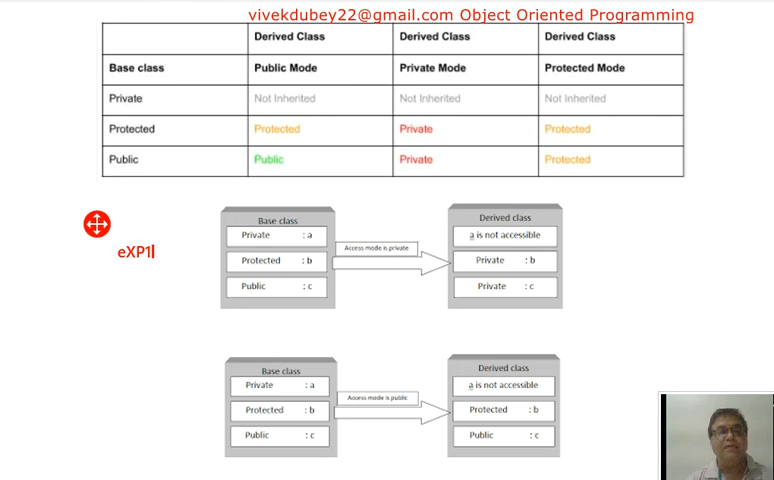 vivekdubey22@gmail.com Object Oriented Programming
Derived Class Derived Class Derived Class
Base class Public Mode Private Mode Protected Mode
Private Not Inherited Not Inherited Not Inherited
Protected Protected Private Protected
Public Public Private Protected
eXP1
Base class
Private : a
Protected : b
Public : c
Access mode is private
Derived class
a is not accessible
Private : b
Private : c
Base class
Private : a
Protected : b
Public : c
Access mode is public
Derived class
a is not accessible
Protected : b
Public : c